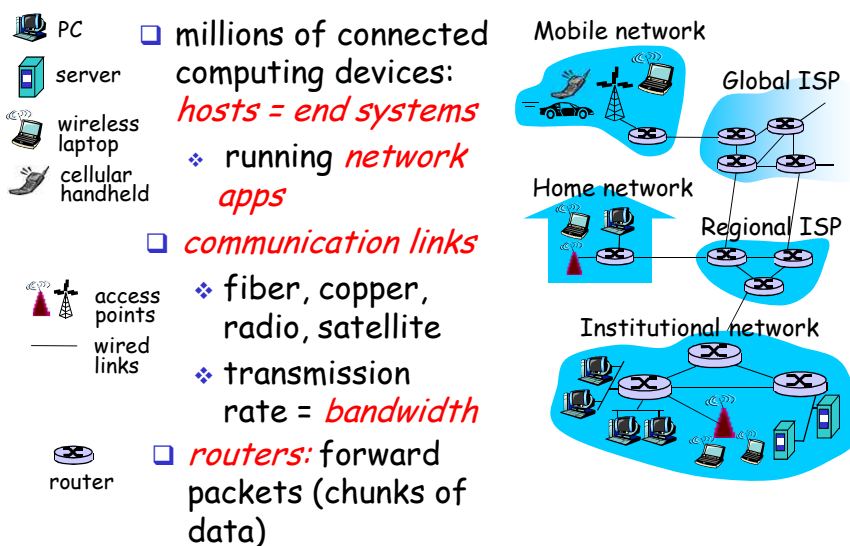 PC
server
wireless
laptop
cellular
handheld
access
points
wired
links
router
millions of connected
computing devices:
hosts = end systems
running network
apps
communication links
fiber, copper,
radio, satellite
transmission
rate = bandwidth
routers: forward
packets (chunks of
data)
Mobile network
Global ISP
Home network
Regional ISP
Institutional network